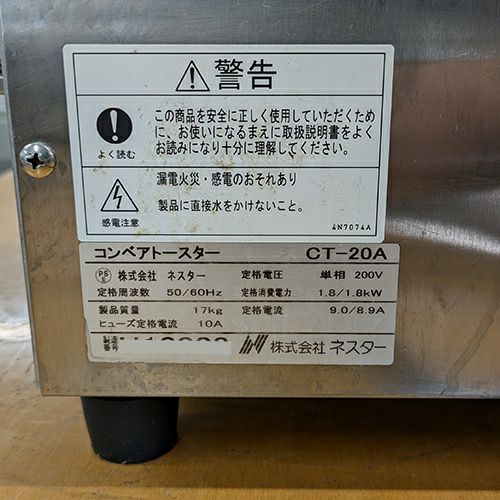 警告
この商品を安全に正しく使用していただくため
に、お使いになるまえに取扱説明書をよく
お読みになり十分に理解してください。
よく読む
漏電火災・感電のおそれあり
製品に直接水をかけないこと。
感電注意
4N7074A
コンベアトースター CT-20A
PSE 株式会社 ネスター 定格電圧 単相 200V
定格周波数 50/60Hz 定格消費電力 1.8/1.8kW
製品質量 17kg 定格電流 9.0/8.9A
ヒューズ定格電流 10A
番号
株式会社 ネスター